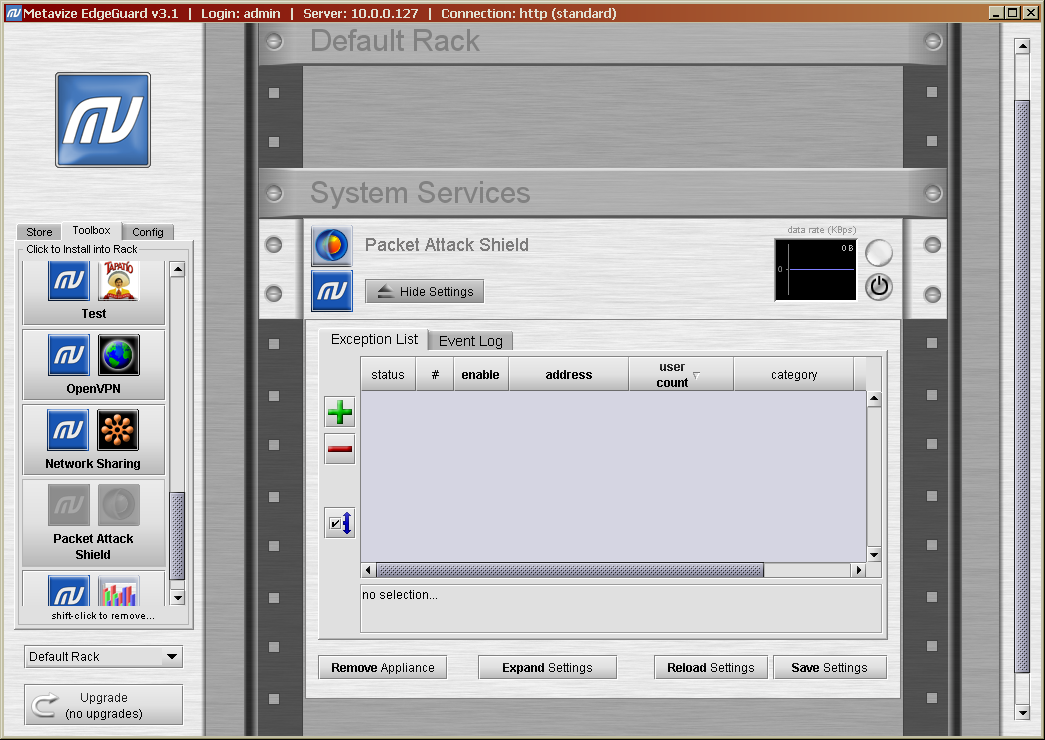 Metavize EdgeGuard v3.1 | Login: admin | Server: 10.0.0.127 | Connection: http (standard)
Default Rack
System Services
Store
Toolbox
Config
Click to Install into Rack
TAPATIO
Test
OpenVPN
Network Sharing
Packet Attack
Shield
shift-click to remove...
Default Rack
Upgrade
(no upgrades)
Packet Attack Shield
Hide Settings
data rate (KBps)
0 B
0
Exception List
Event Log
status
#
enable
address
user
count
category
no selection...
Remove Appliance
Expand Settings
Reload Settings
Save Settings